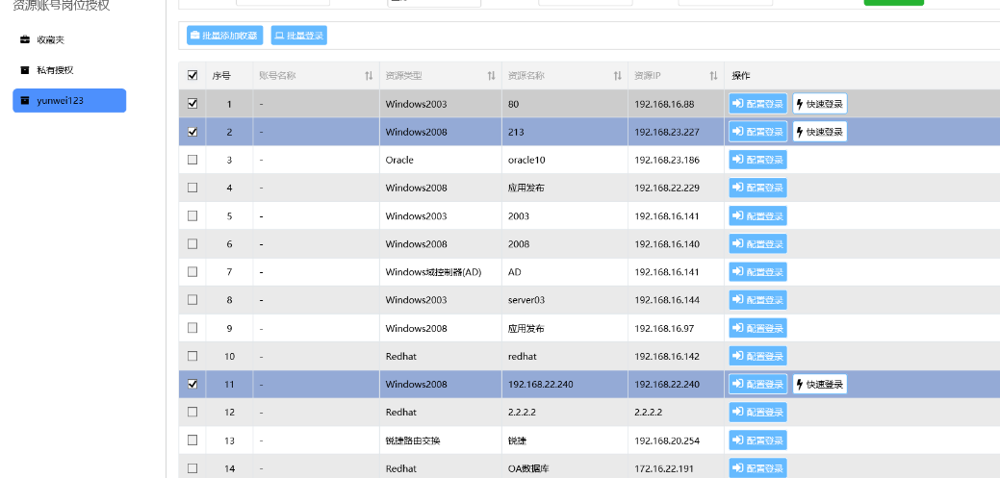 资源账号岗位授权
收藏夹
私有授权
yunwei123
批量添加收藏 批量登录
序号 账号名称 资源类型 资源名称 资源IP 操作
1 - Windows2003 80 192.168.16.88 配置登录 快速登录
2 - Windows2008 213 192.168.23.227 配置登录 快速登录
3 - Oracle oracle10 192.168.23.186 配置登录
4 - Windows2008 应用发布 192.168.22.229 配置登录
5 - Windows2003 2003 192.168.16.141 配置登录
6 - Windows2008 2008 192.168.16.140 配置登录
7 - Windows域控制器(AD) AD 192.168.16.141 配置登录
8 - Windows2003 server03 192.168.16.144 配置登录
9 - Windows2008 应用发布 192.168.16.97 配置登录
10 - Redhat redhat 192.168.16.142 配置登录
11 - Windows2008 192.168.22.240 192.168.22.240 配置登录 快速登录
12 - Redhat 2.2.2.2 2.2.2.2 配置登录
13 - 锐捷路由交换 锐捷 192.168.20.254 配置登录
14 - Redhat OA数据库 172.16.22.191 配置登录